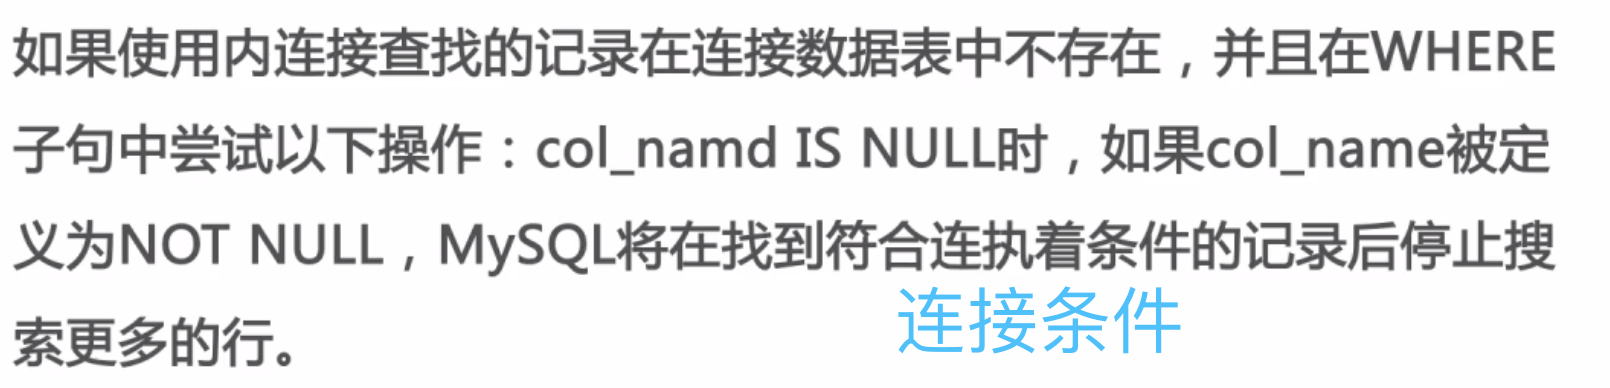 如果使用内连接查找的记录在连接数据表中不存在，并且在WHERE
子句中尝试以下操作：col_namd IS NULL时，如果col_name被定
义为NOT NULL，MySQL将在找到符合连执着条件的记录后停止搜
连接条件
索更多的行。